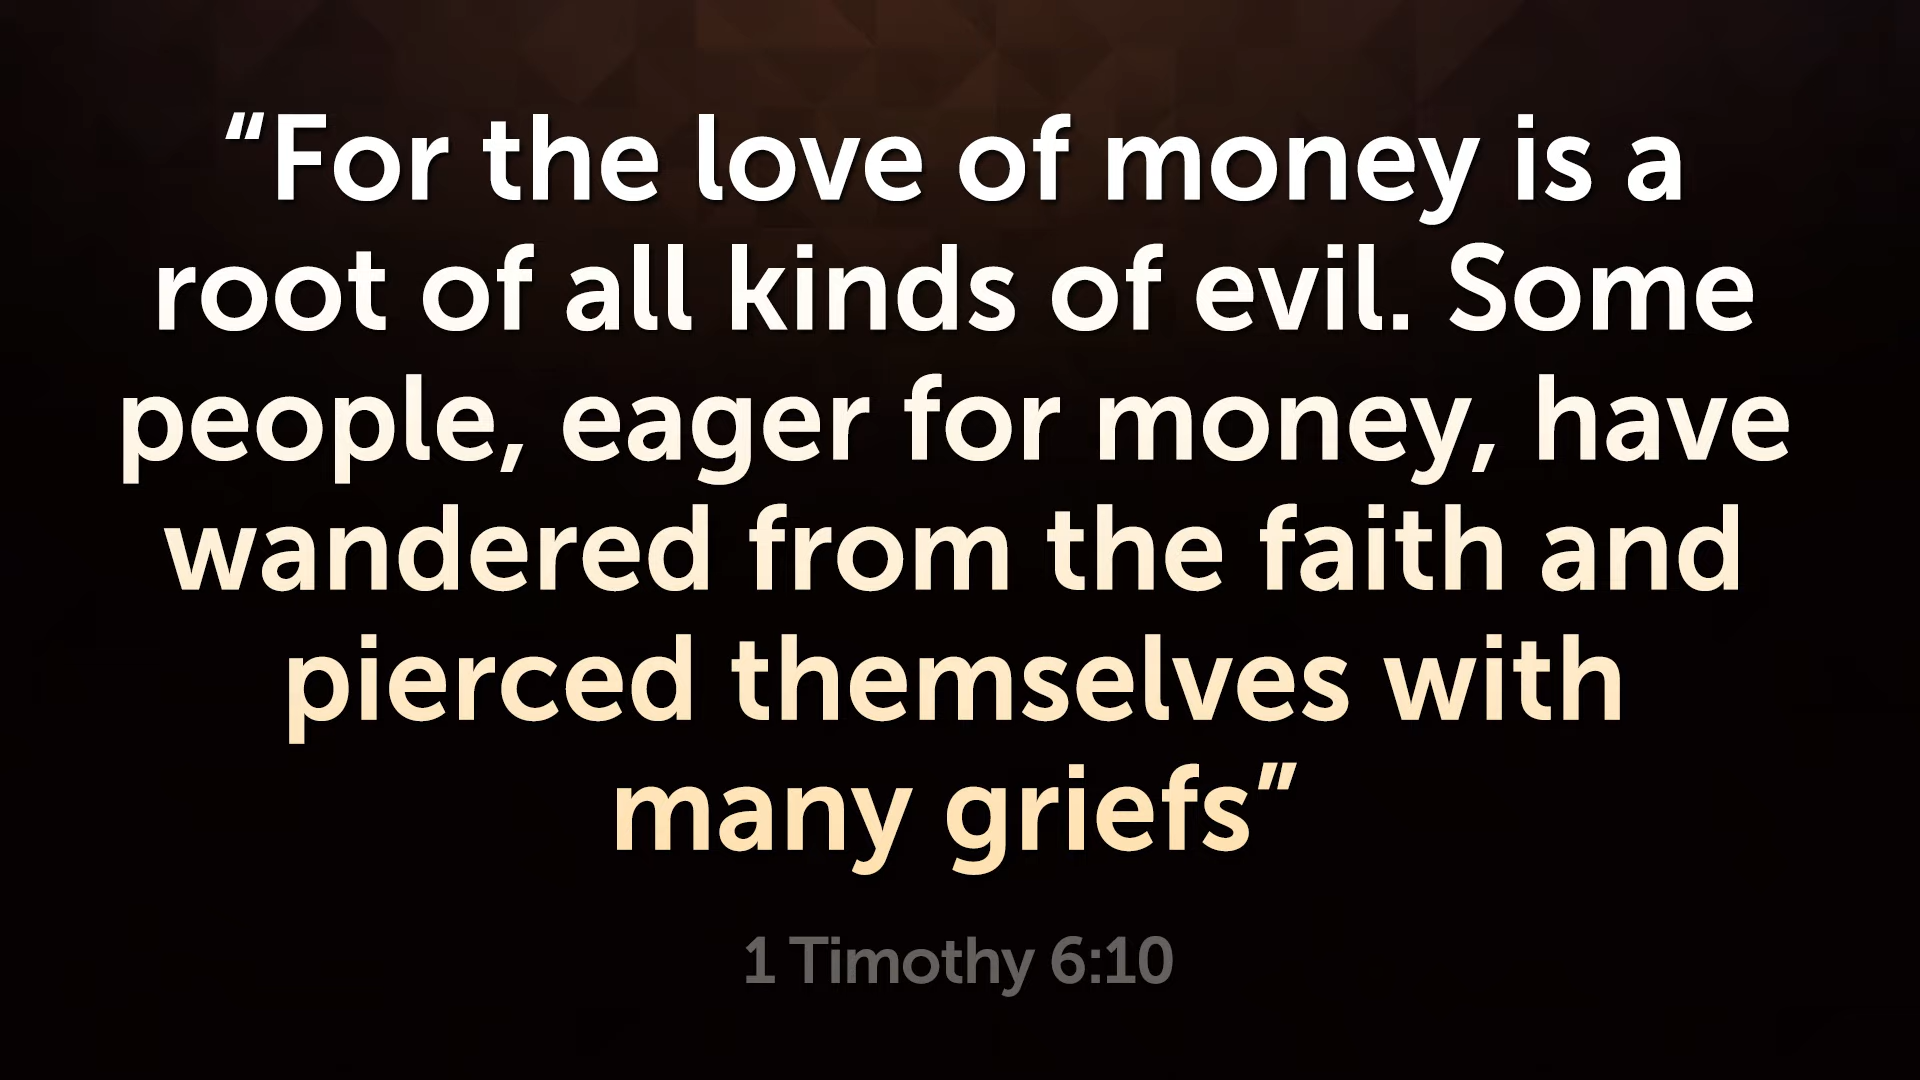 “For the love of money is a
root of all kinds of evil. Some
people, eager for money, have
wandered from the faith and
pierced themselves with
many griefs”
1 Timothy 6:10